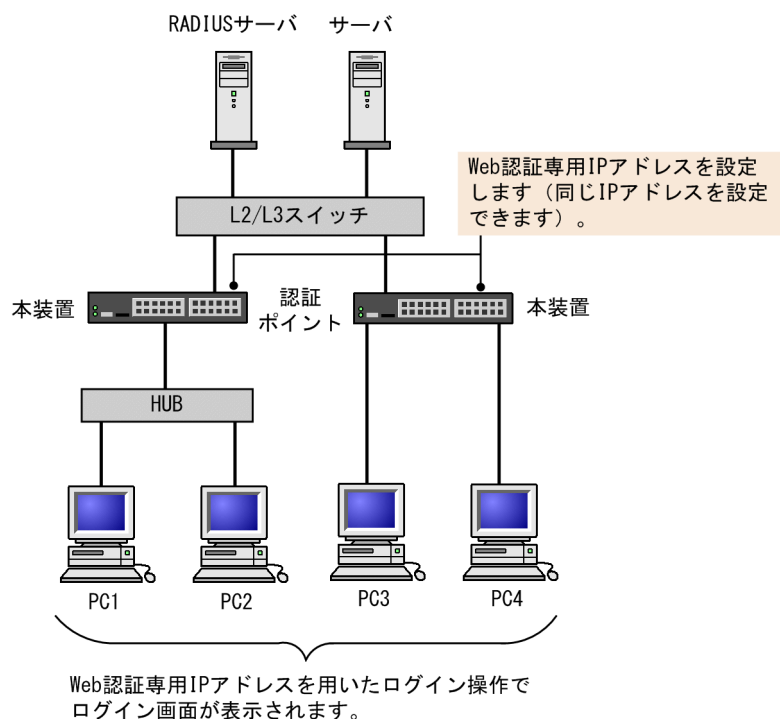 RADIUSサーバ
サーバ
Web認証専用IPアドレスを設定
します（同じIPアドレスを設定
できます）。
L2/L3スイッチ
本装置
認証
ポイント
本装置
HUB
PC1
PC2
PC3
PC4
Web認証専用IPアドレスを用いたログイン操作で
ログイン画面が表示されます。